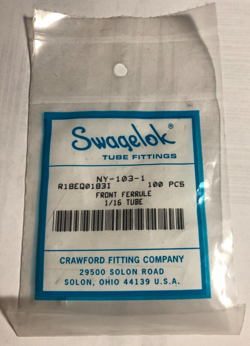 Swagelok®
TUBE FITTINGS
NY-103-1
R18EQ01831 100 PCS
FRONT FERRULE
1/16 TUBE
CRAWFORD FITTING COMPANY
29500 SOLON ROAD
SOLON, OHIO 44139 U.S.A.